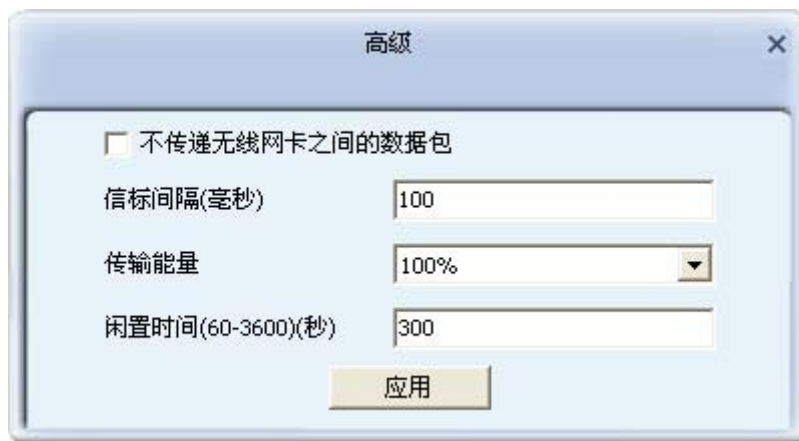 高级
不传递无线网卡之间的数据包
信标间隔(毫秒) 100
传输能量 100%
闲置时间(60-3600)(秒) 300
应用